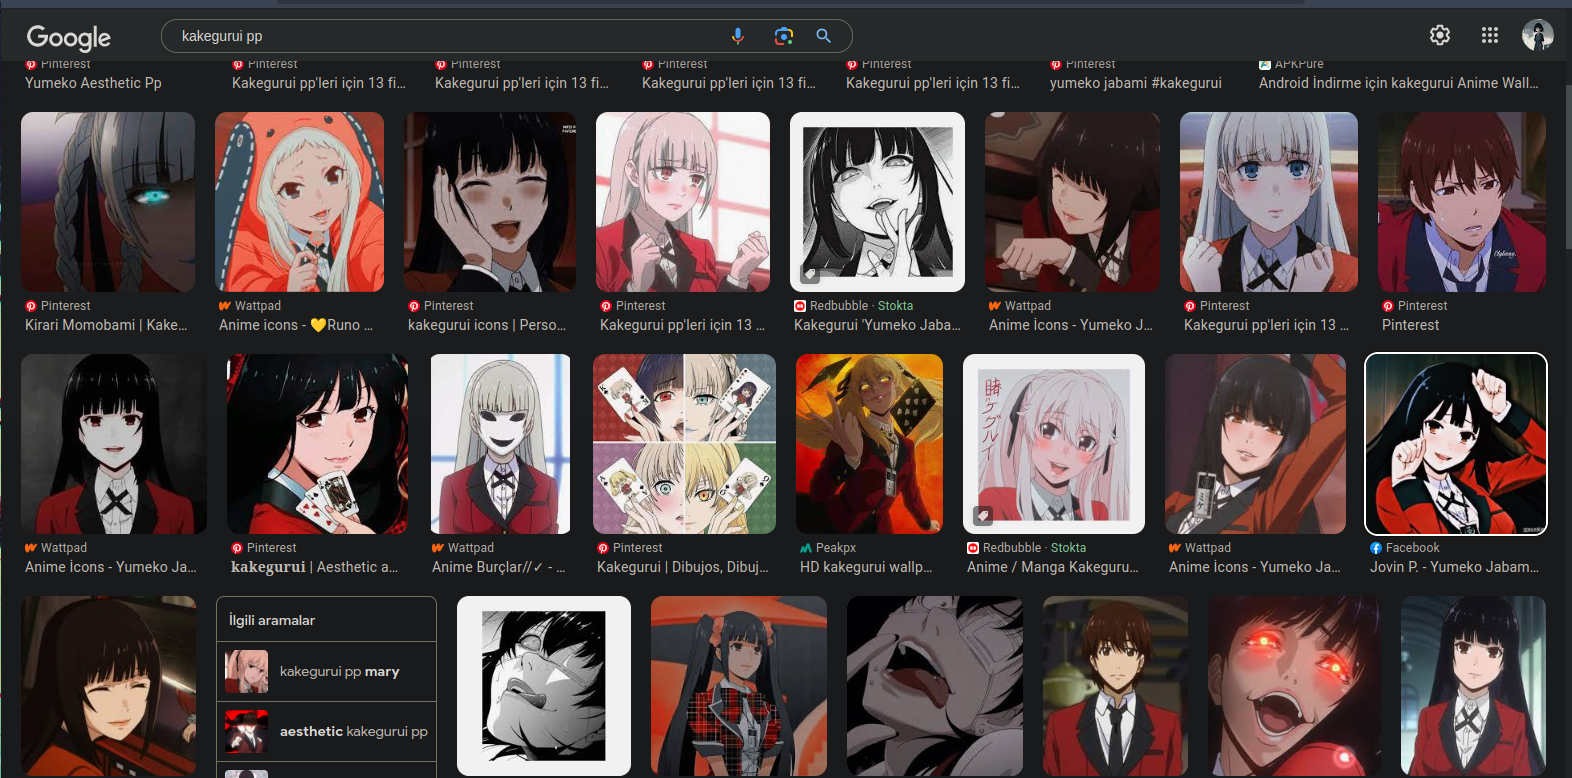 Google
kakegurui pp
Pinterest
Yumeko Aesthetic Pp
Pinterest
Kakegurui pp'leri için 13 fi...
Pinterest
Kakegurui pp'leri için 13 fi...
Pinterest
Kakegurui pp'leri için 13 fi...
Pinterest
Kakegurui pp'leri için 13 fi...
Pinterest
yumeko jabami #kakegurui
APKPure
Android İndirme için kakegurui Anime Wall...
Pinterest
Kirari Momobami | Kake...
Wattpad
Anime icons - 💛Runo ...
Pinterest
kakegurui icons | Perso...
Pinterest
Kakegurui pp'leri için 13 ...
Redbubble · Stokta
Kakegurui 'Yumeko Jaba...
Wattpad
Anime İcons - Yumeko J...
Pinterest
Kakegurui pp'leri için 13 ...
Pinterest
Pinterest
賭ケグルイ
Wattpad
Anime İcons - Yumeko Ja...
Pinterest
kakegurui | Aesthetic a...
Wattpad
Anime Burçlar//✓ - ...
Pinterest
Kakegurui | Dibujos, Dibuj...
Peakpx
HD kakegurui wallp...
Redbubble · Stokta
Anime / Manga Kakeguru...
Wattpad
Anime İcons - Yumeko Ja...
Facebook
Jovin P. - Yumeko Jabam...
İlgili aramalar
kakegurui pp mary
aesthetic kakegurui pp